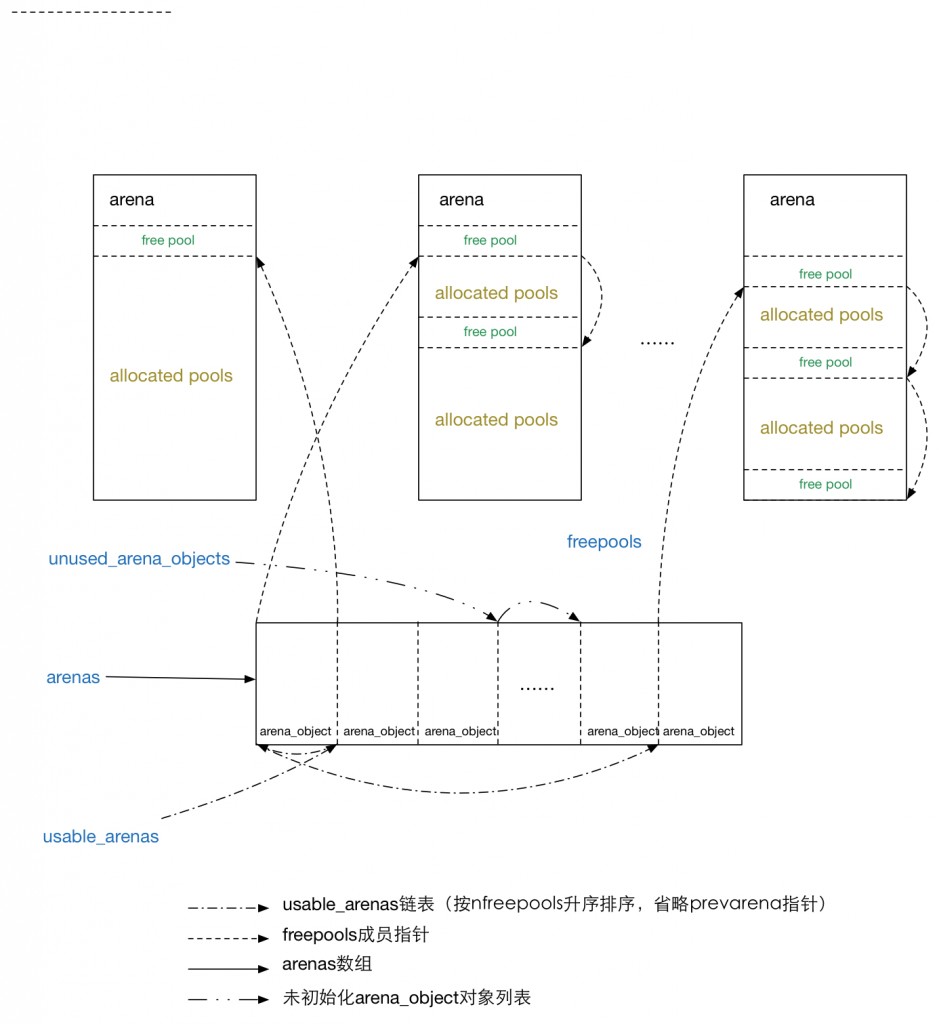 arena
arena
arena
free pool
free pool
free pool
allocated pools
allocated pools
free pool
......
free pool
allocated pools
allocated pools
allocated pools
free pool
freepools
unused_arena_objects
arenas
......
arena_object
arena_object
arena_object
arena_object
arena_object
usable_arenas
usable_arenas链表（按nfreepools升序排序，省略prevarena指针）
freepools成员指针
arenas数组
未初始化arena_object对象列表